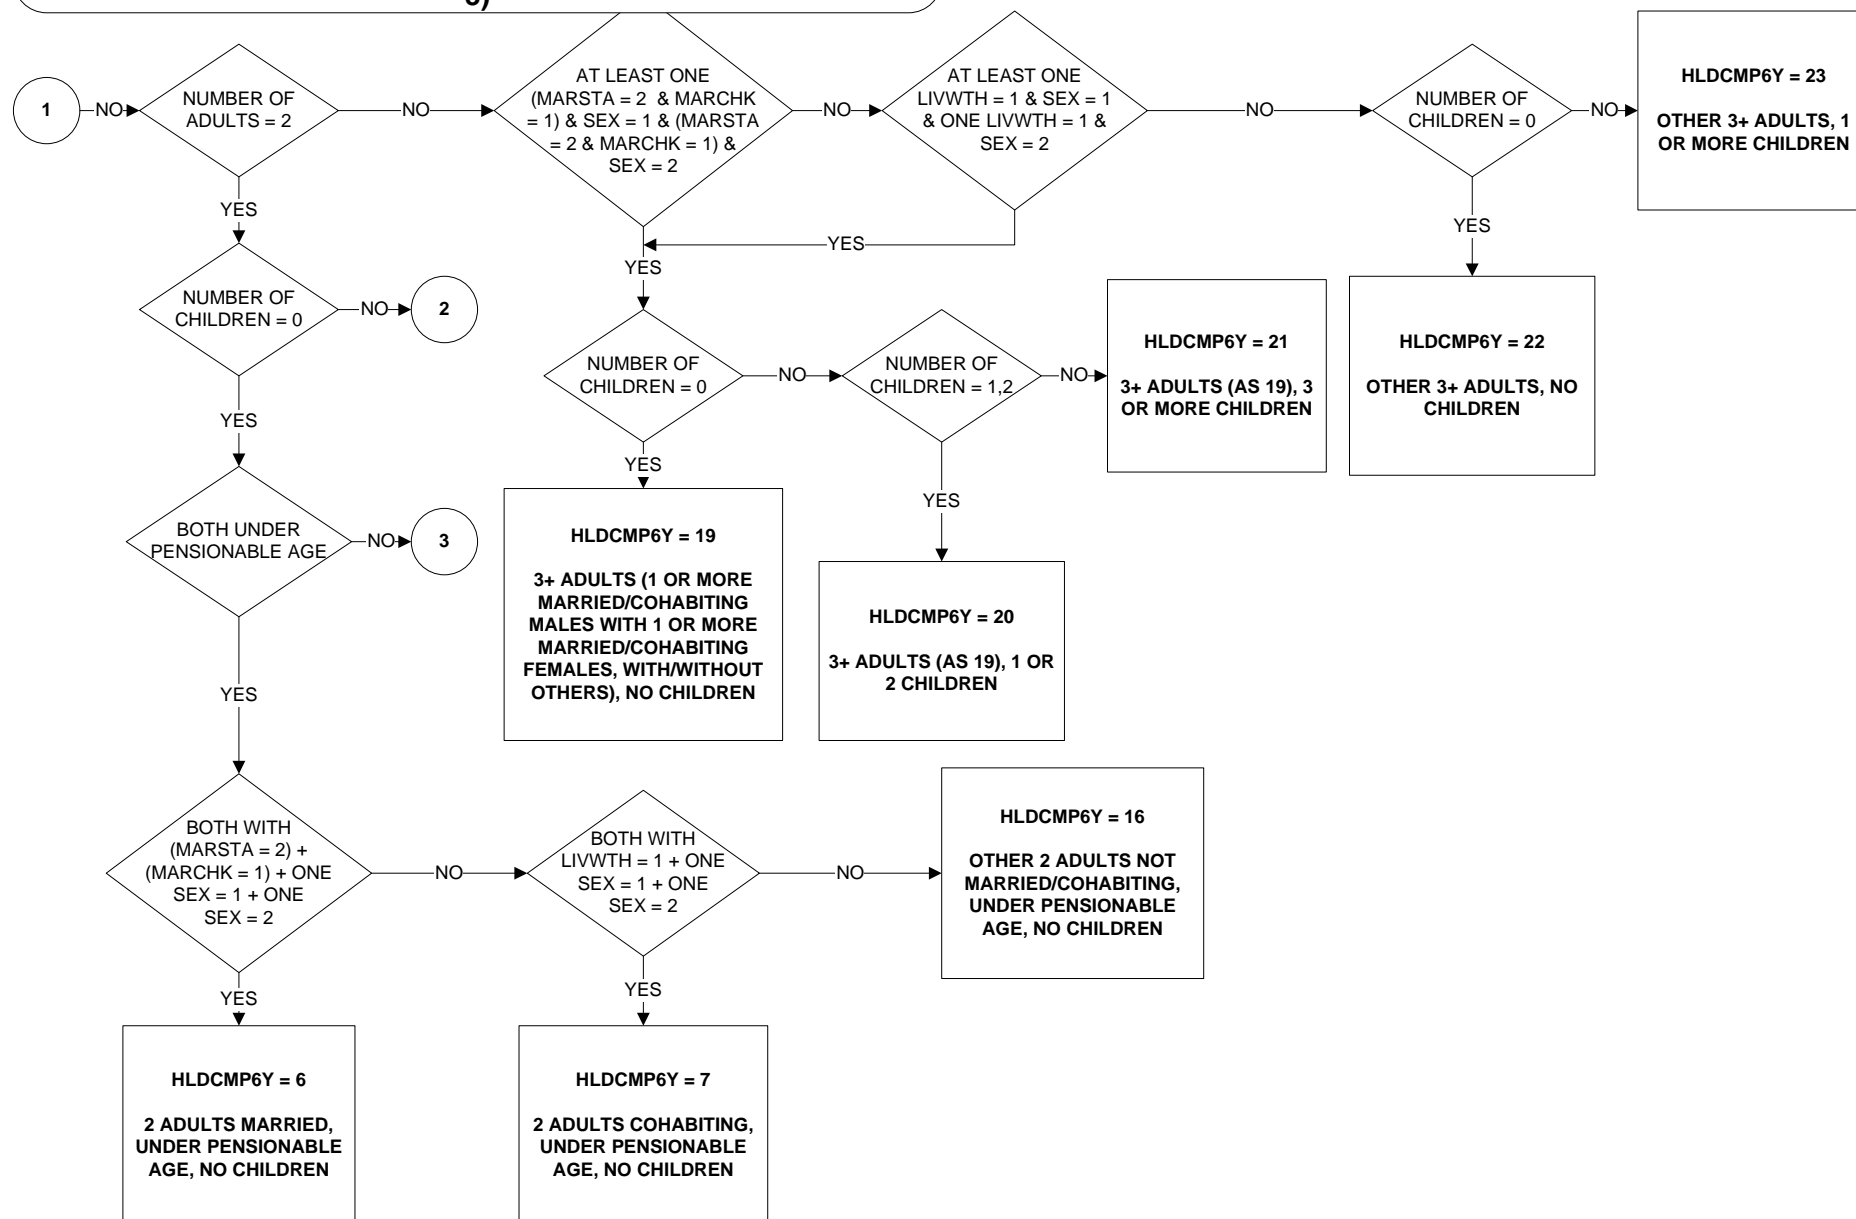 1
NO
NUMBER OF
ADULTS = 2
NO
AT LEAST ONE
(MARSTA = 2 & MARCHK
= 1) & SEX = 1 & (MARSTA
= 2 & MARCHK = 1) &
SEX = 2
NO
AT LEAST ONE
LIVWTH = 1 & SEX = 1
& ONE LIVWTH = 1 &
SEX = 2
NO
NUMBER OF
CHILDREN = 0
NO
HLDCMP6Y = 23
OTHER 3+ ADULTS, 1
OR MORE CHILDREN
YES
YES
YES
YES
NUMBER OF
CHILDREN = 0
NO
2
NUMBER OF
CHILDREN = 0
NO
NUMBER OF
CHILDREN = 1,2
NO
HLDCMP6Y = 21
3+ ADULTS (AS 19), 3
OR MORE CHILDREN
HLDCMP6Y = 22
OTHER 3+ ADULTS, NO
CHILDREN
YES
YES
YES
BOTH UNDER
PENSIONABLE AGE
NO
3
HLDCMP6Y = 19
3+ ADULTS (1 OR MORE
MARRIED/COHABITING
MALES WITH 1 OR MORE
MARRIED/COHABITING
FEMALES, WITH/WITHOUT
OTHERS), NO CHILDREN
HLDCMP6Y = 20
3+ ADULTS (AS 19), 1 OR
2 CHILDREN
YES
BOTH WITH
(MARSTA = 2) +
(MARCHK = 1) + ONE
SEX = 1 + ONE
SEX = 2
NO
BOTH WITH
LIVWTH = 1 + ONE
SEX = 1 + ONE
SEX = 2
NO
HLDCMP6Y = 16
OTHER 2 ADULTS NOT
MARRIED/COHABITING,
UNDER PENSIONABLE
AGE, NO CHILDREN
YES
YES
HLDCMP6Y = 6
2 ADULTS MARRIED,
UNDER PENSIONABLE
AGE, NO CHILDREN
HLDCMP6Y = 7
2 ADULTS COHABITING,
UNDER PENSIONABLE
AGE, NO CHILDREN